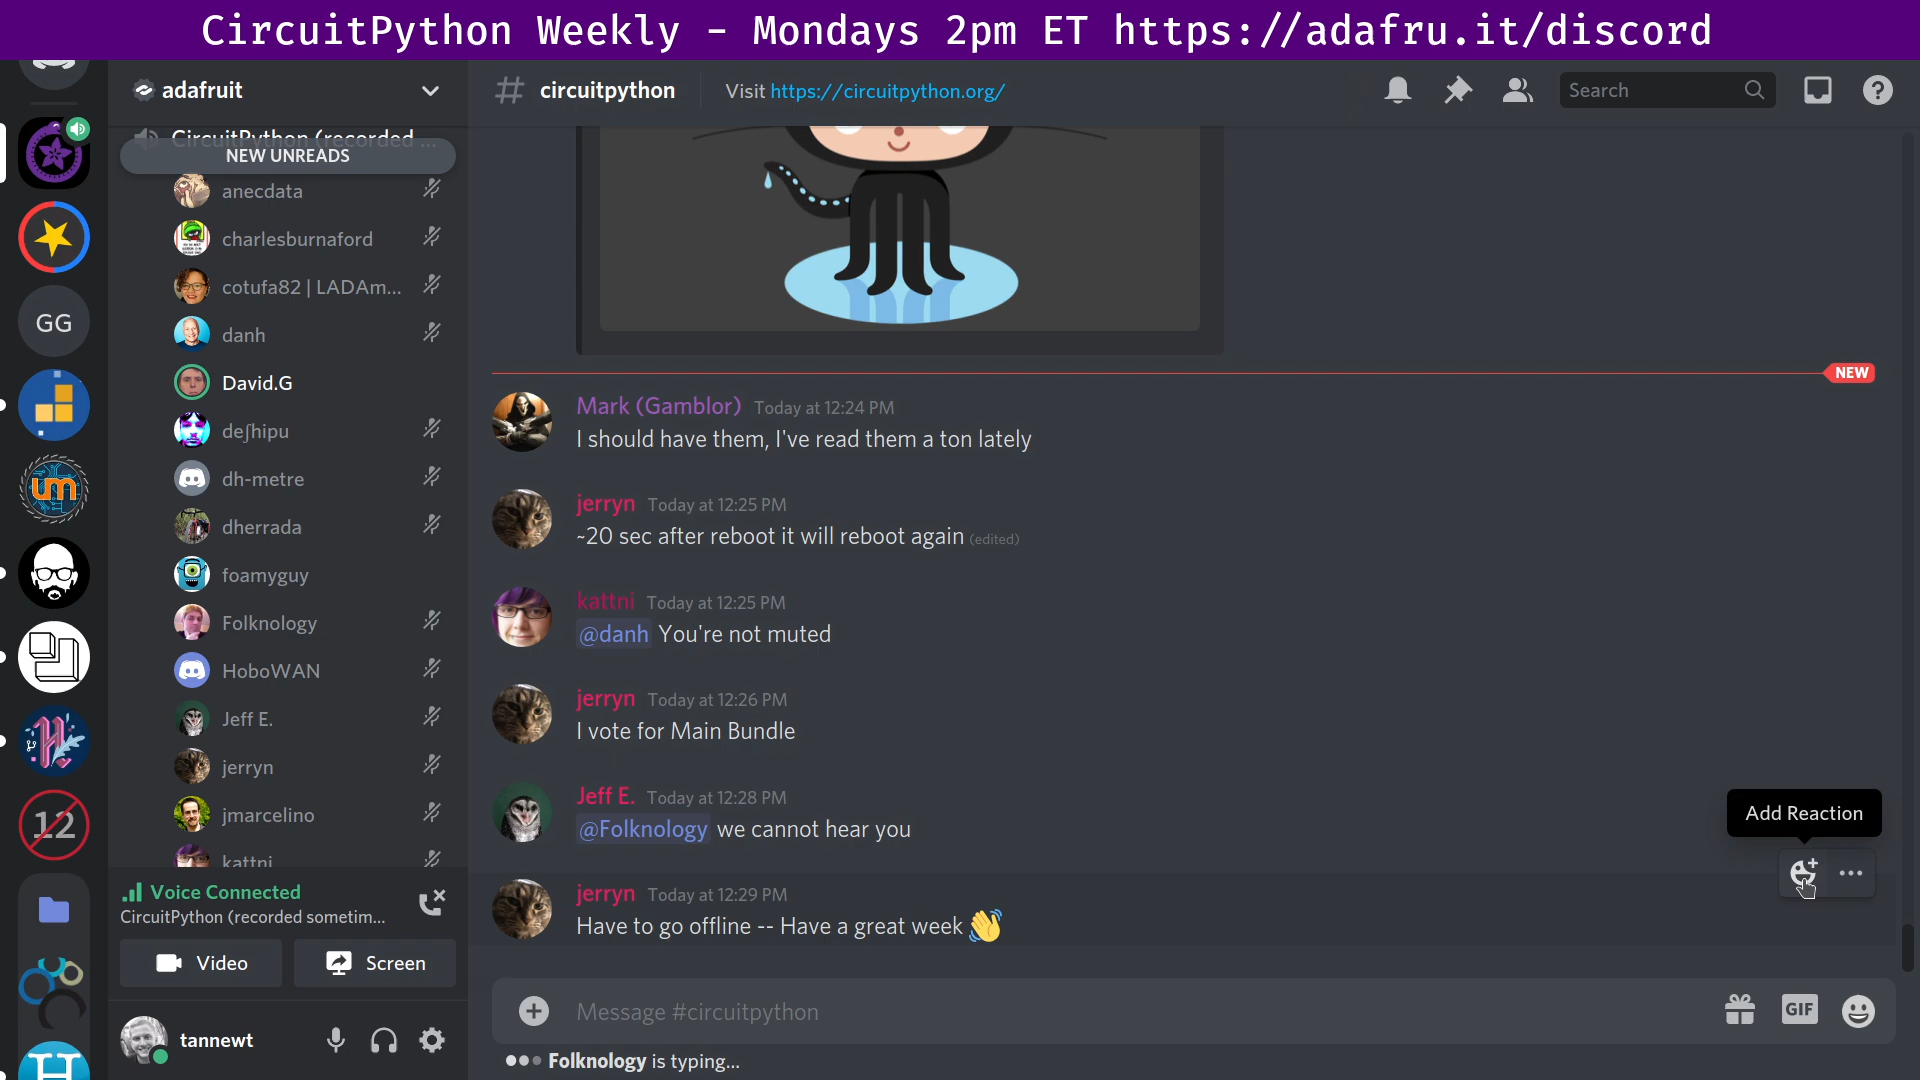 CircuitPython Weekly - Mondays 2pm ET https://adafru.it/discord
adafruit
# circuitpython
Visit https://circuitpython.org/
Search
CircuitPython (recorded ...
NEW UNREADS
anecdata
charlesburnaford
cotufa82 | LADAm...
danh
David.G
deʃhipu
dh-metre
dherrada
foamyguy
Folknology
HoboWAN
Jeff E.
jerryn
jmarcelino
kattni
GG
um
12
H
Voice Connected
CircuitPython (recorded sometim...
Video
Screen
tannewt
NEW
Mark (Gamblor) Today at 12:24 PM
I should have them, I've read them a ton lately
jerryn Today at 12:25 PM
~20 sec after reboot it will reboot again (edited)
kattni Today at 12:25 PM
@danh You're not muted
jerryn Today at 12:26 PM
I vote for Main Bundle
Jeff E. Today at 12:28 PM
@Folknology we cannot hear you
Add Reaction
jerryn Today at 12:29 PM
Have to go offline -- Have a great week 👋
Message #circuitpython
GIF
Folknology is typing...